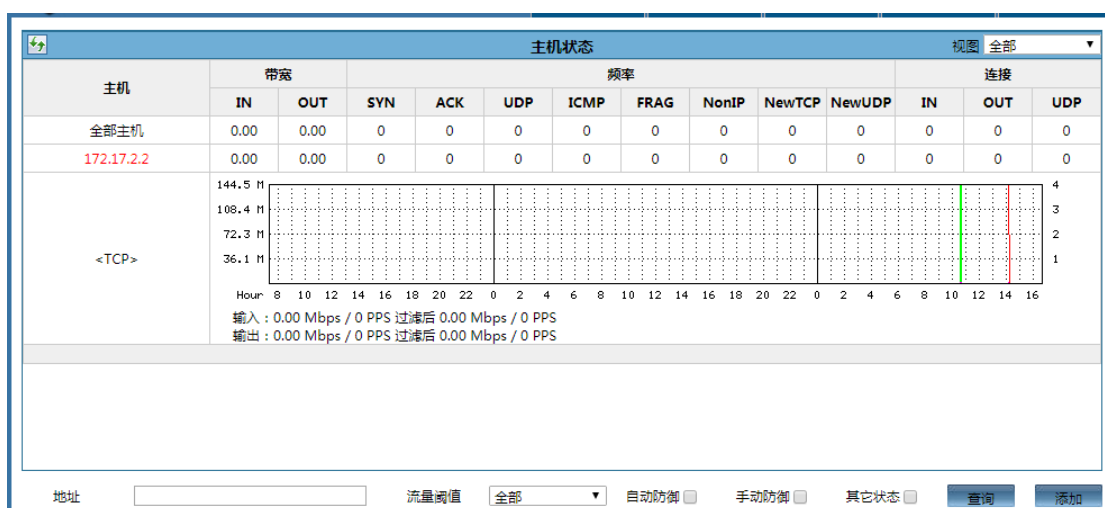 主机状态 视图 全部
主机 带宽 频率 连接
IN OUT SYN ACK UDP ICMP FRAG NonIP NewTCP NewUDP IN OUT UDP
全部主机 0.00 0.00 0 0 0 0 0 0 0 0 0 0 0
172.17.2.2 0.00 0.00 0 0 0 0 0 0 0 0 0 0 0
<TCP>
144.5 M 4
108.4 M 3
72.3 M 2
36.1 M 1
Hour 8 10 12 14 16 18 20 22 0 2 4 6 8 10 12 14 16 18 20 22 0 2 4 6 8 10 12 14 16
输入：0.00 Mbps / 0 PPS 过滤后 0.00 Mbps / 0 PPS
输出：0.00 Mbps / 0 PPS 过滤后 0.00 Mbps / 0 PPS
地址 流量阈值 全部 自动防御 手动防御 其它状态 查询 添加